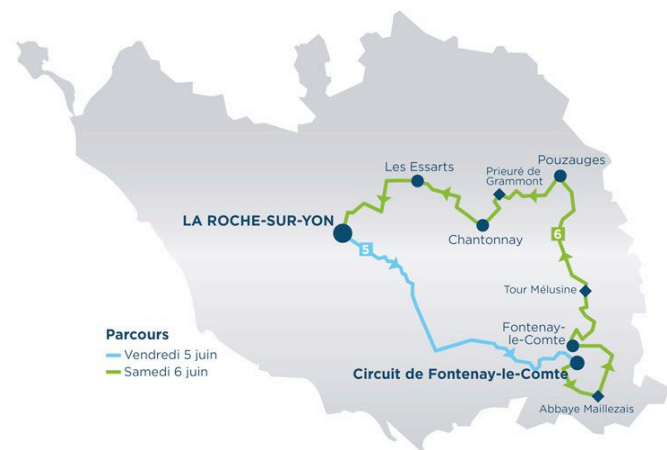 Les Essarts
Prieuré de
Grammont
Pouzauges
LA ROCHE-SUR-YON
Chantonnay
6
5
Tour Mélusine
Fontenay-
le-Comte
Parcours
Vendredi 5 juin
Samedi 6 juin
Circuit de Fontenay-le-Comte
Abbaye Maillezais